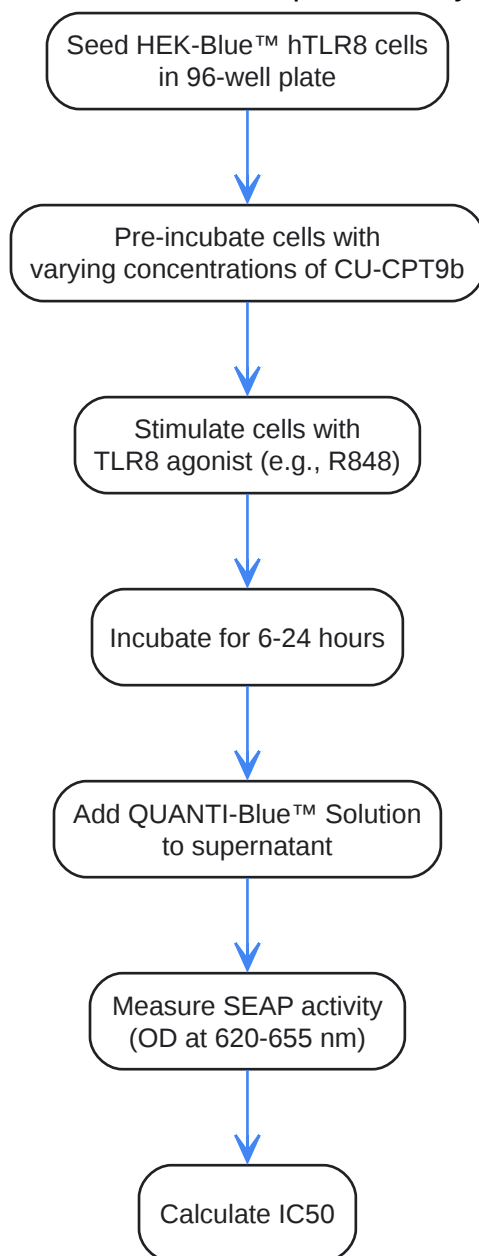 Seed HEK-Blue™ hTLR8 cells
in 96-well plate
Pre-incubate cells with
varying concentrations of CU-CPT9b
Stimulate cells with
TLR8 agonist (e.g., R848)
Incubate for 6-24 hours
Add QUANTI-Blue™ Solution
to supernatant
Measure SEAP activity
(OD at 620-655 nm)
Calculate IC50